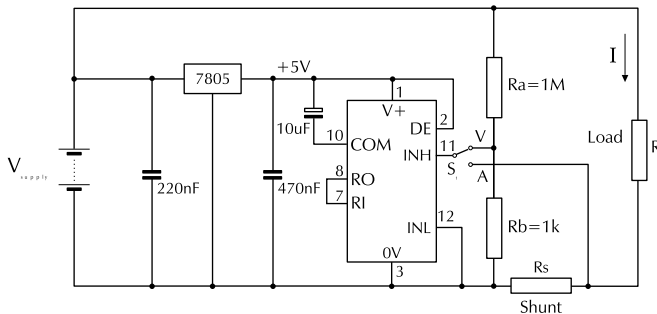 I
7805
+5V
1
V+
DE
2
Ra=1M
10uF
10
COM
INH
11
V
S
A
Load
R
V supply
220nF
470nF
8
RO
7
RI
INL
12
Rb=1k
0V
3
Rs
Shunt